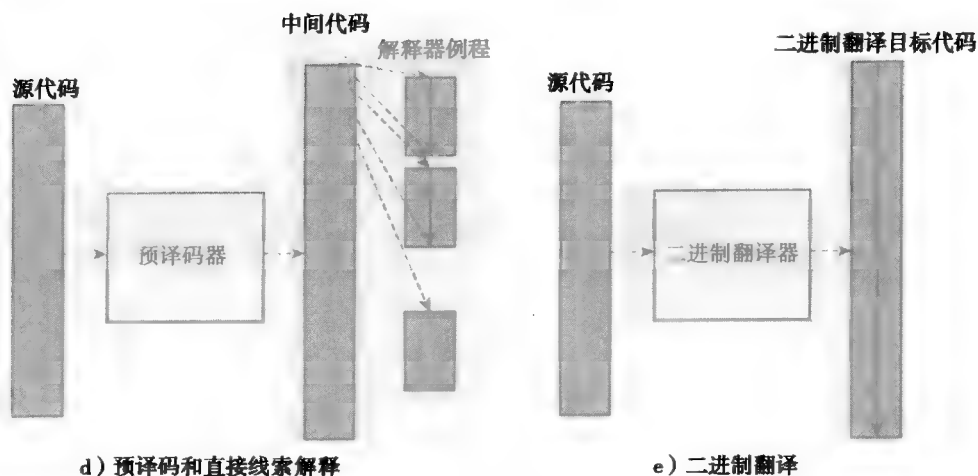 中间代码
解释器例程
源代码
预译码器
d）预译码和直接线索解释
二进制翻译目标代码
源代码
二进制翻译器
e）二进制翻译